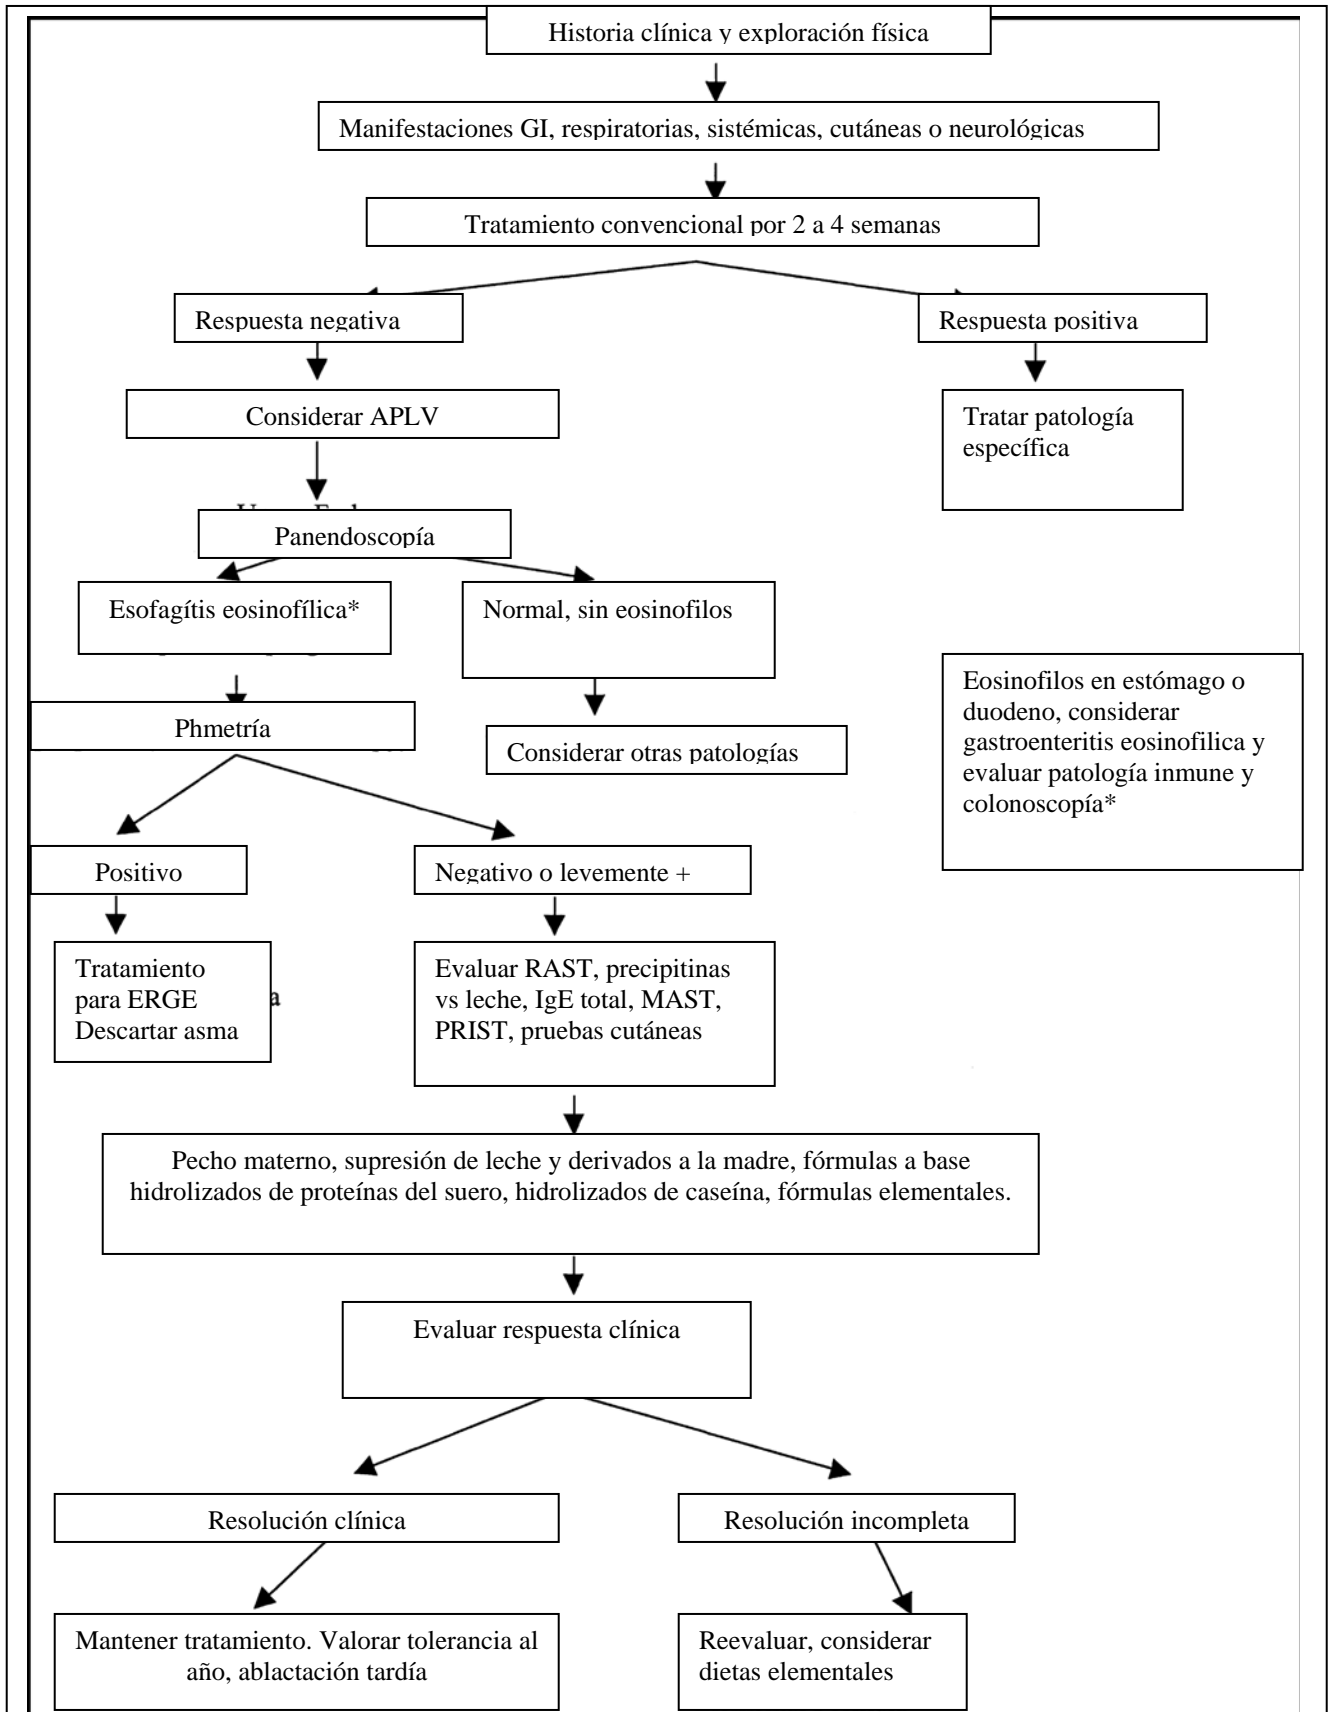 Historia clínica y exploración física
Manifestaciones GI, respiratorias, sistémicas, cutáneas o neurológicas
Tratamiento convencional por 2 a 4 semanas
Respuesta negativa
Respuesta positiva
Considerar APLV
Tratar patología
específica
Panendoscopía
Esofagítis eosinofílica*
Normal, sin eosinofilos
Eosinofilos en estómago o
duodeno, considerar
gastroenteritis eosinofilica y
evaluar patología inmune y
colonoscopía*
Phmetría
Considerar otras patologías
Positivo
Negativo o levemente +
Tratamiento
para ERGE
Descartar asma
a
Evaluar RAST, precipitinas
vs leche, IgE total, MAST,
PRIST, pruebas cutáneas
Pecho materno, supresión de leche y derivados a la madre, fórmulas a base
hidrolizados de proteínas del suero, hidrolizados de caseína, fórmulas elementales.
Evaluar respuesta clínica
Resolución clínica
Resolución incompleta
Mantener tratamiento. Valorar tolerancia al
año, ablactación tardía
Reevaluar, considerar
dietas elementales